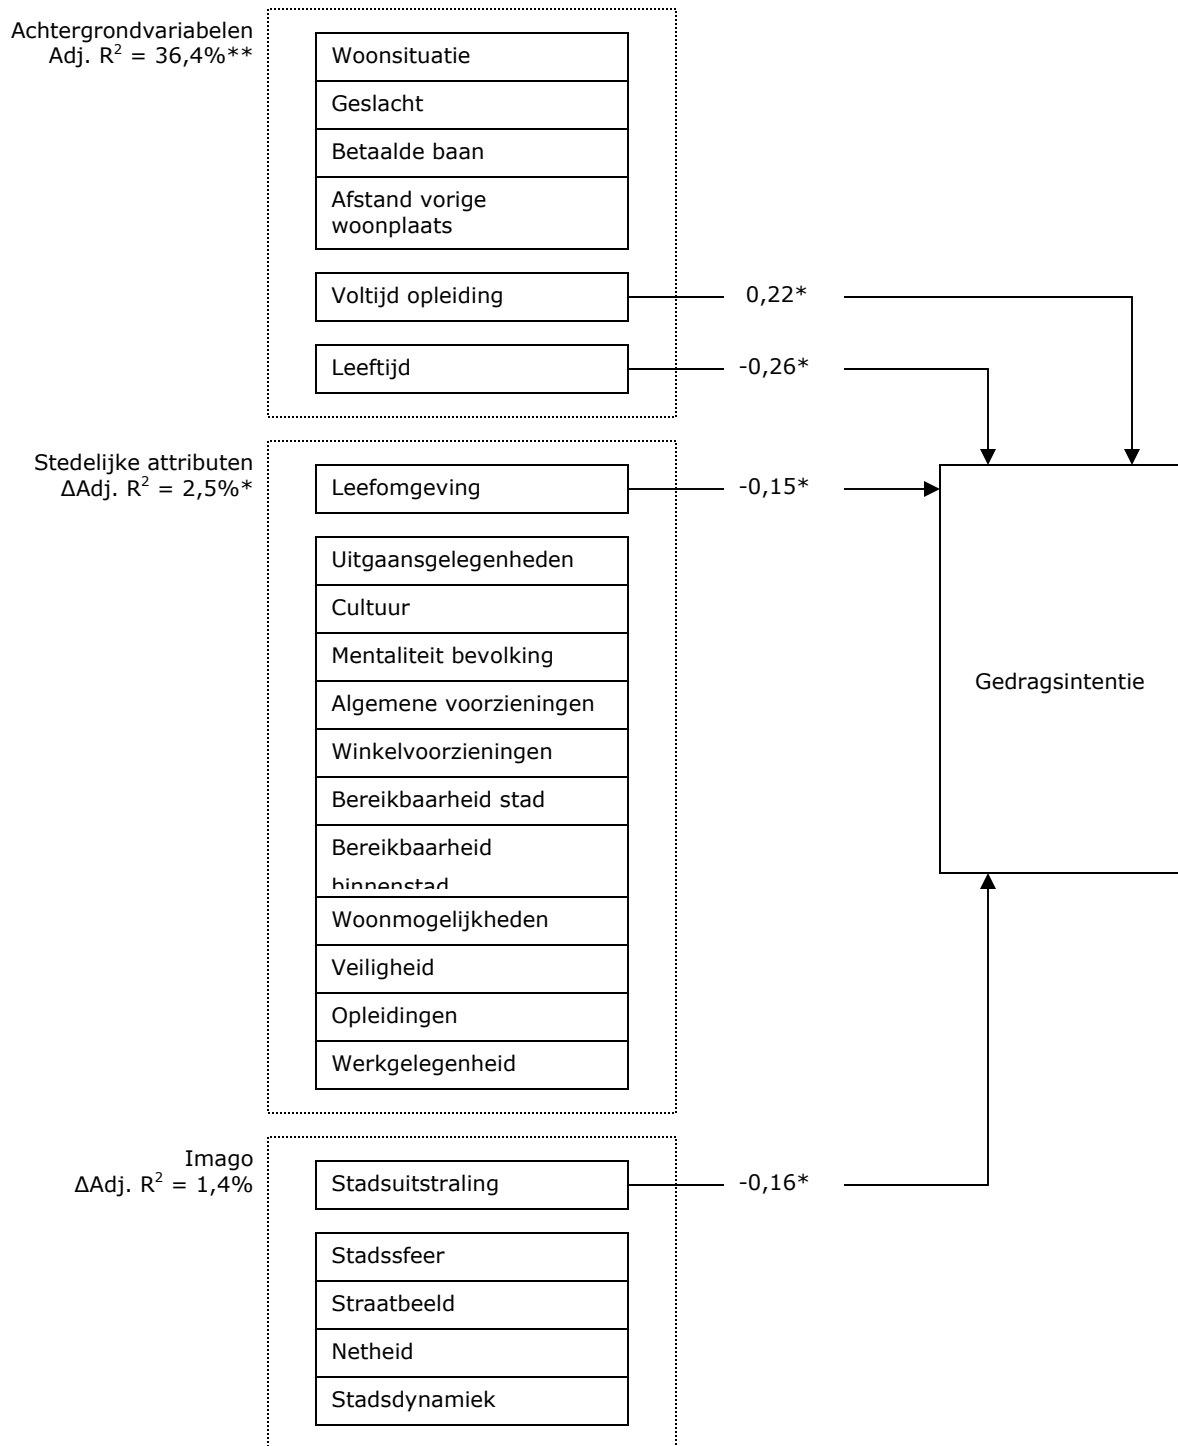 Achtergrondvariabelen
Adj. R² = 36,4%**
Woonsituatie
Geslacht
Betaalde baan
Afstand vorige
woonplaats
Voltijd opleiding
0,22*
Leeftijd
-0,26*
Stedelijke attributen
ΔAdj. R² = 2,5%*
Leefomgeving
-0,15*
Uitgaansgelegenheden
Cultuur
Mentaliteit bevolking
Algemene voorzieningen
Winkelvoorzieningen
Bereikbaarheid stad
Bereikbaarheid
binnenstad
Woonmogelijkheden
Veiligheid
Opleidingen
Werkgelegenheid
Gedragsintentie
Imago
ΔAdj. R² = 1,4%
Stadsuitstraling
-0,16*
Stadssfeer
Straatbeeld
Netheid
Stadsdynamiek